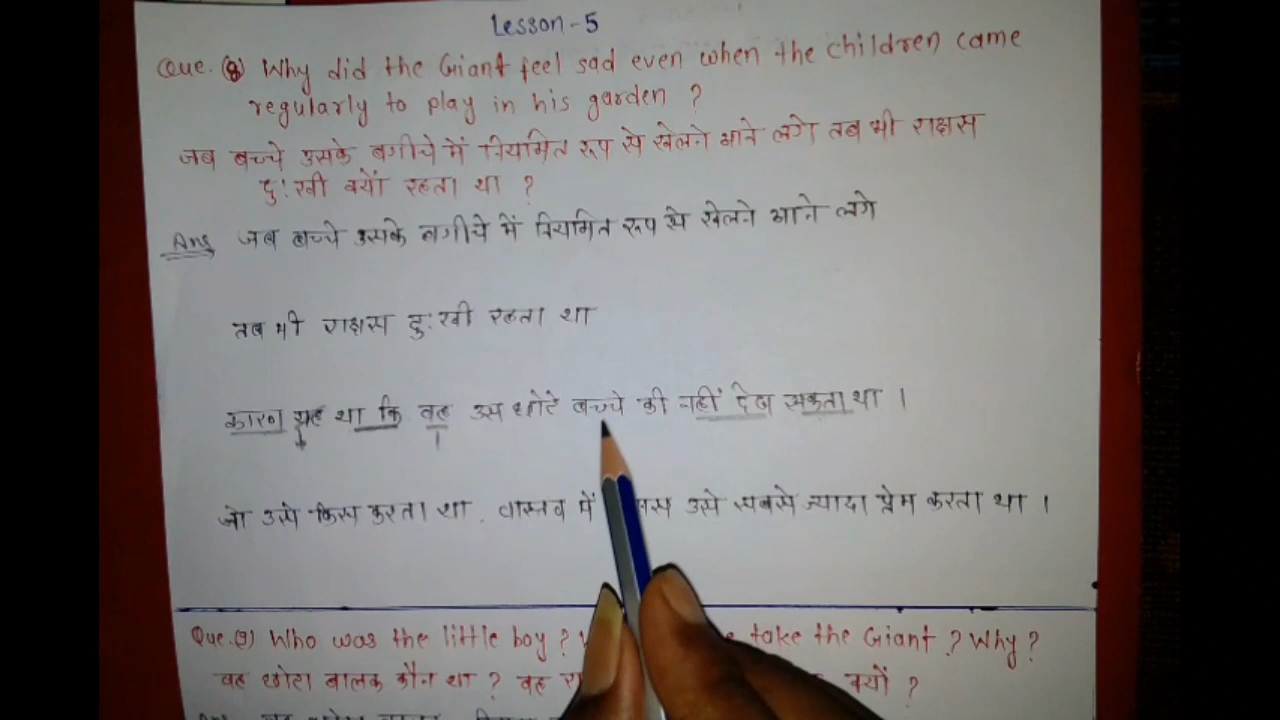 Lesson-5
Que. (8) Why did the Giant feel sad even when the children came
regularly to play in his garden ?
जब बच्चे उसके बगीचे में नियमित रूप से खेलने आने लगे तब भी राक्षस
दुःखी क्यों रहता था ?
Ans जब बच्चे उसके बगीचे में नियमित रूप से खेलने आने लगे
तब भी राक्षस दुःखी रहता था
कारण यह था कि वह उस छोटे बच्चे को नहीं देख सकता था ।
जो उसे किस करता था . वास्तव में उसे सबसे ज्यादा प्रेम करता था ।
Que.(9) Who was the little boy ? take the Giant ? Why ?
वह छोटा बालक कौन था ? वह क्यों ?